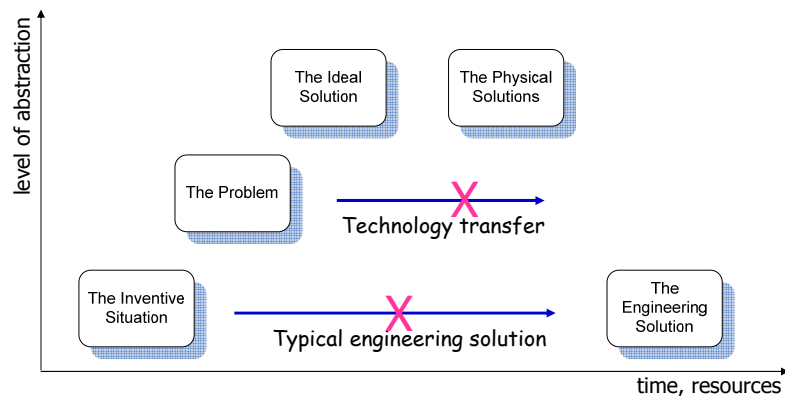 level of abstraction
The Ideal
Solution
The Physical
Solutions
The Problem
X
Technology transfer
The Inventive
Situation
X
Typical engineering solution
The
Engineering
Solution
time, resources